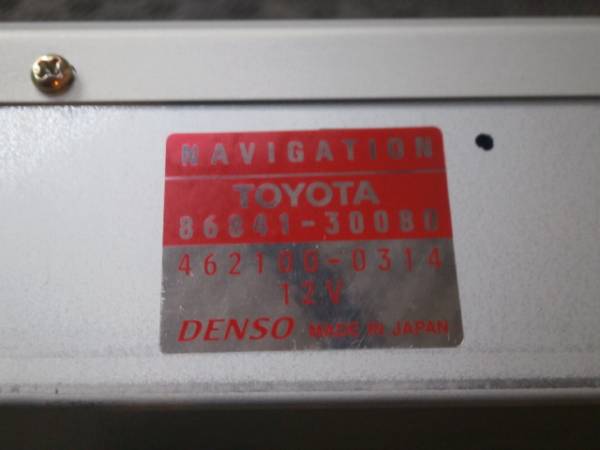 NAVIGATION
TOYOTA
86841-30080
462100-0314
12V
DENSO MADE IN JAPAN